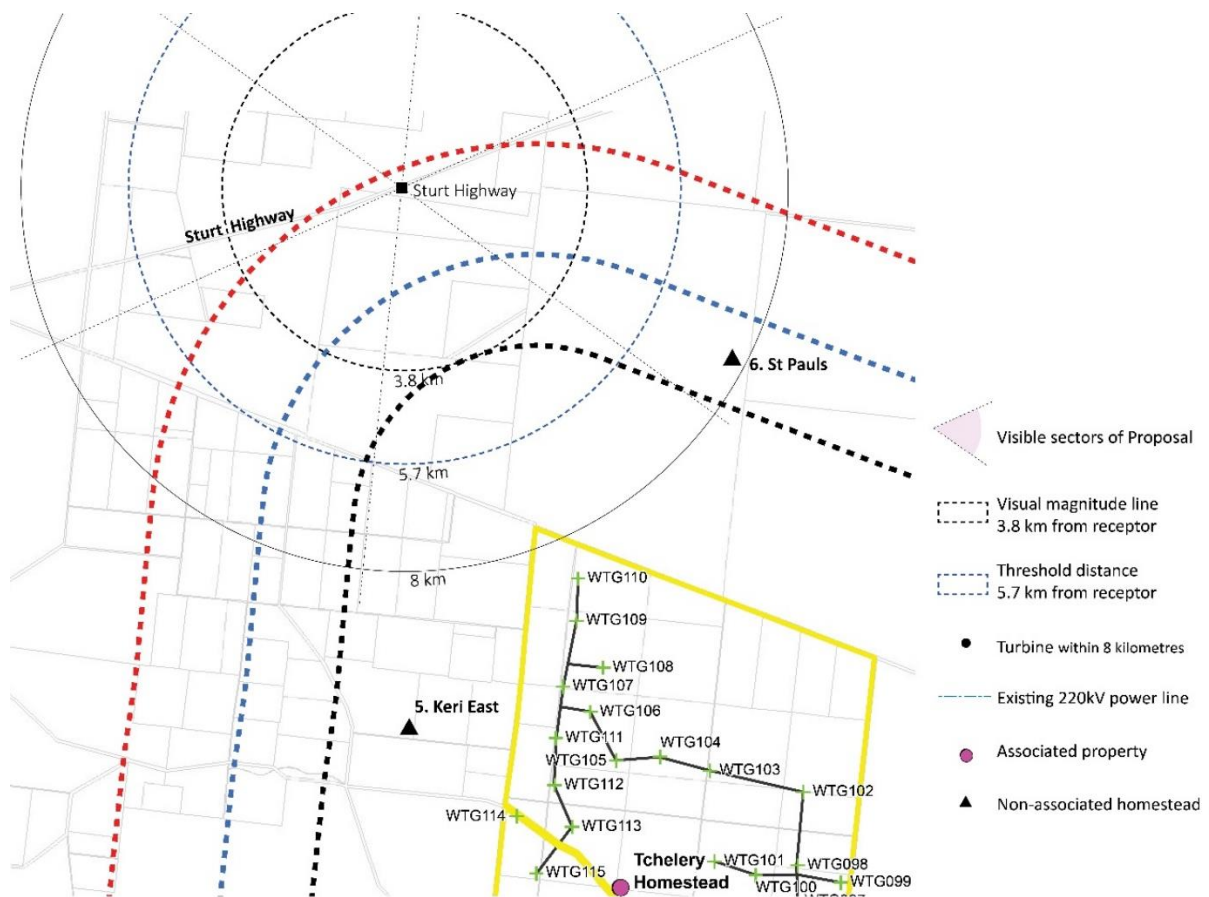 Sturt Highway
Sturt Highway
3.8 km
6. St Pauls
5.7 km
8 km
WTG110
WTG109
WTG108
WTG107
WTG106
5. Keri East
WTG111
WTG104
WTG105
WTG103
WTG112
WTG102
WTG114
WTG113
WTG115
Tchelery
Homestead
WTG101
WTG098
WTG100
WTG099
Visible sectors of Proposal
Visual magnitude line
3.8 km from receptor
Threshold distance
5.7 km from receptor
Turbine within 8 kilometres
Existing 220kV power line
Associated property
Non-associated homestead